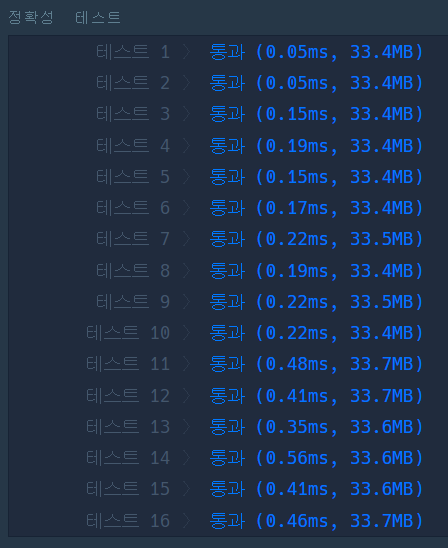 정확성 테스트
테스트 1 〉 통과 (0.05ms, 33.4MB)
테스트 2 〉 통과 (0.05ms, 33.4MB)
테스트 3 〉 통과 (0.15ms, 33.4MB)
테스트 4 〉 통과 (0.19ms, 33.4MB)
테스트 5 〉 통과 (0.15ms, 33.4MB)
테스트 6 〉 통과 (0.17ms, 33.4MB)
테스트 7 〉 통과 (0.22ms, 33.5MB)
테스트 8 〉 통과 (0.19ms, 33.4MB)
테스트 9 〉 통과 (0.22ms, 33.5MB)
테스트 10 〉 통과 (0.22ms, 33.4MB)
테스트 11 〉 통과 (0.48ms, 33.7MB)
테스트 12 〉 통과 (0.41ms, 33.7MB)
테스트 13 〉 통과 (0.35ms, 33.6MB)
테스트 14 〉 통과 (0.56ms, 33.6MB)
테스트 15 〉 통과 (0.41ms, 33.6MB)
테스트 16 〉 통과 (0.46ms, 33.7MB)